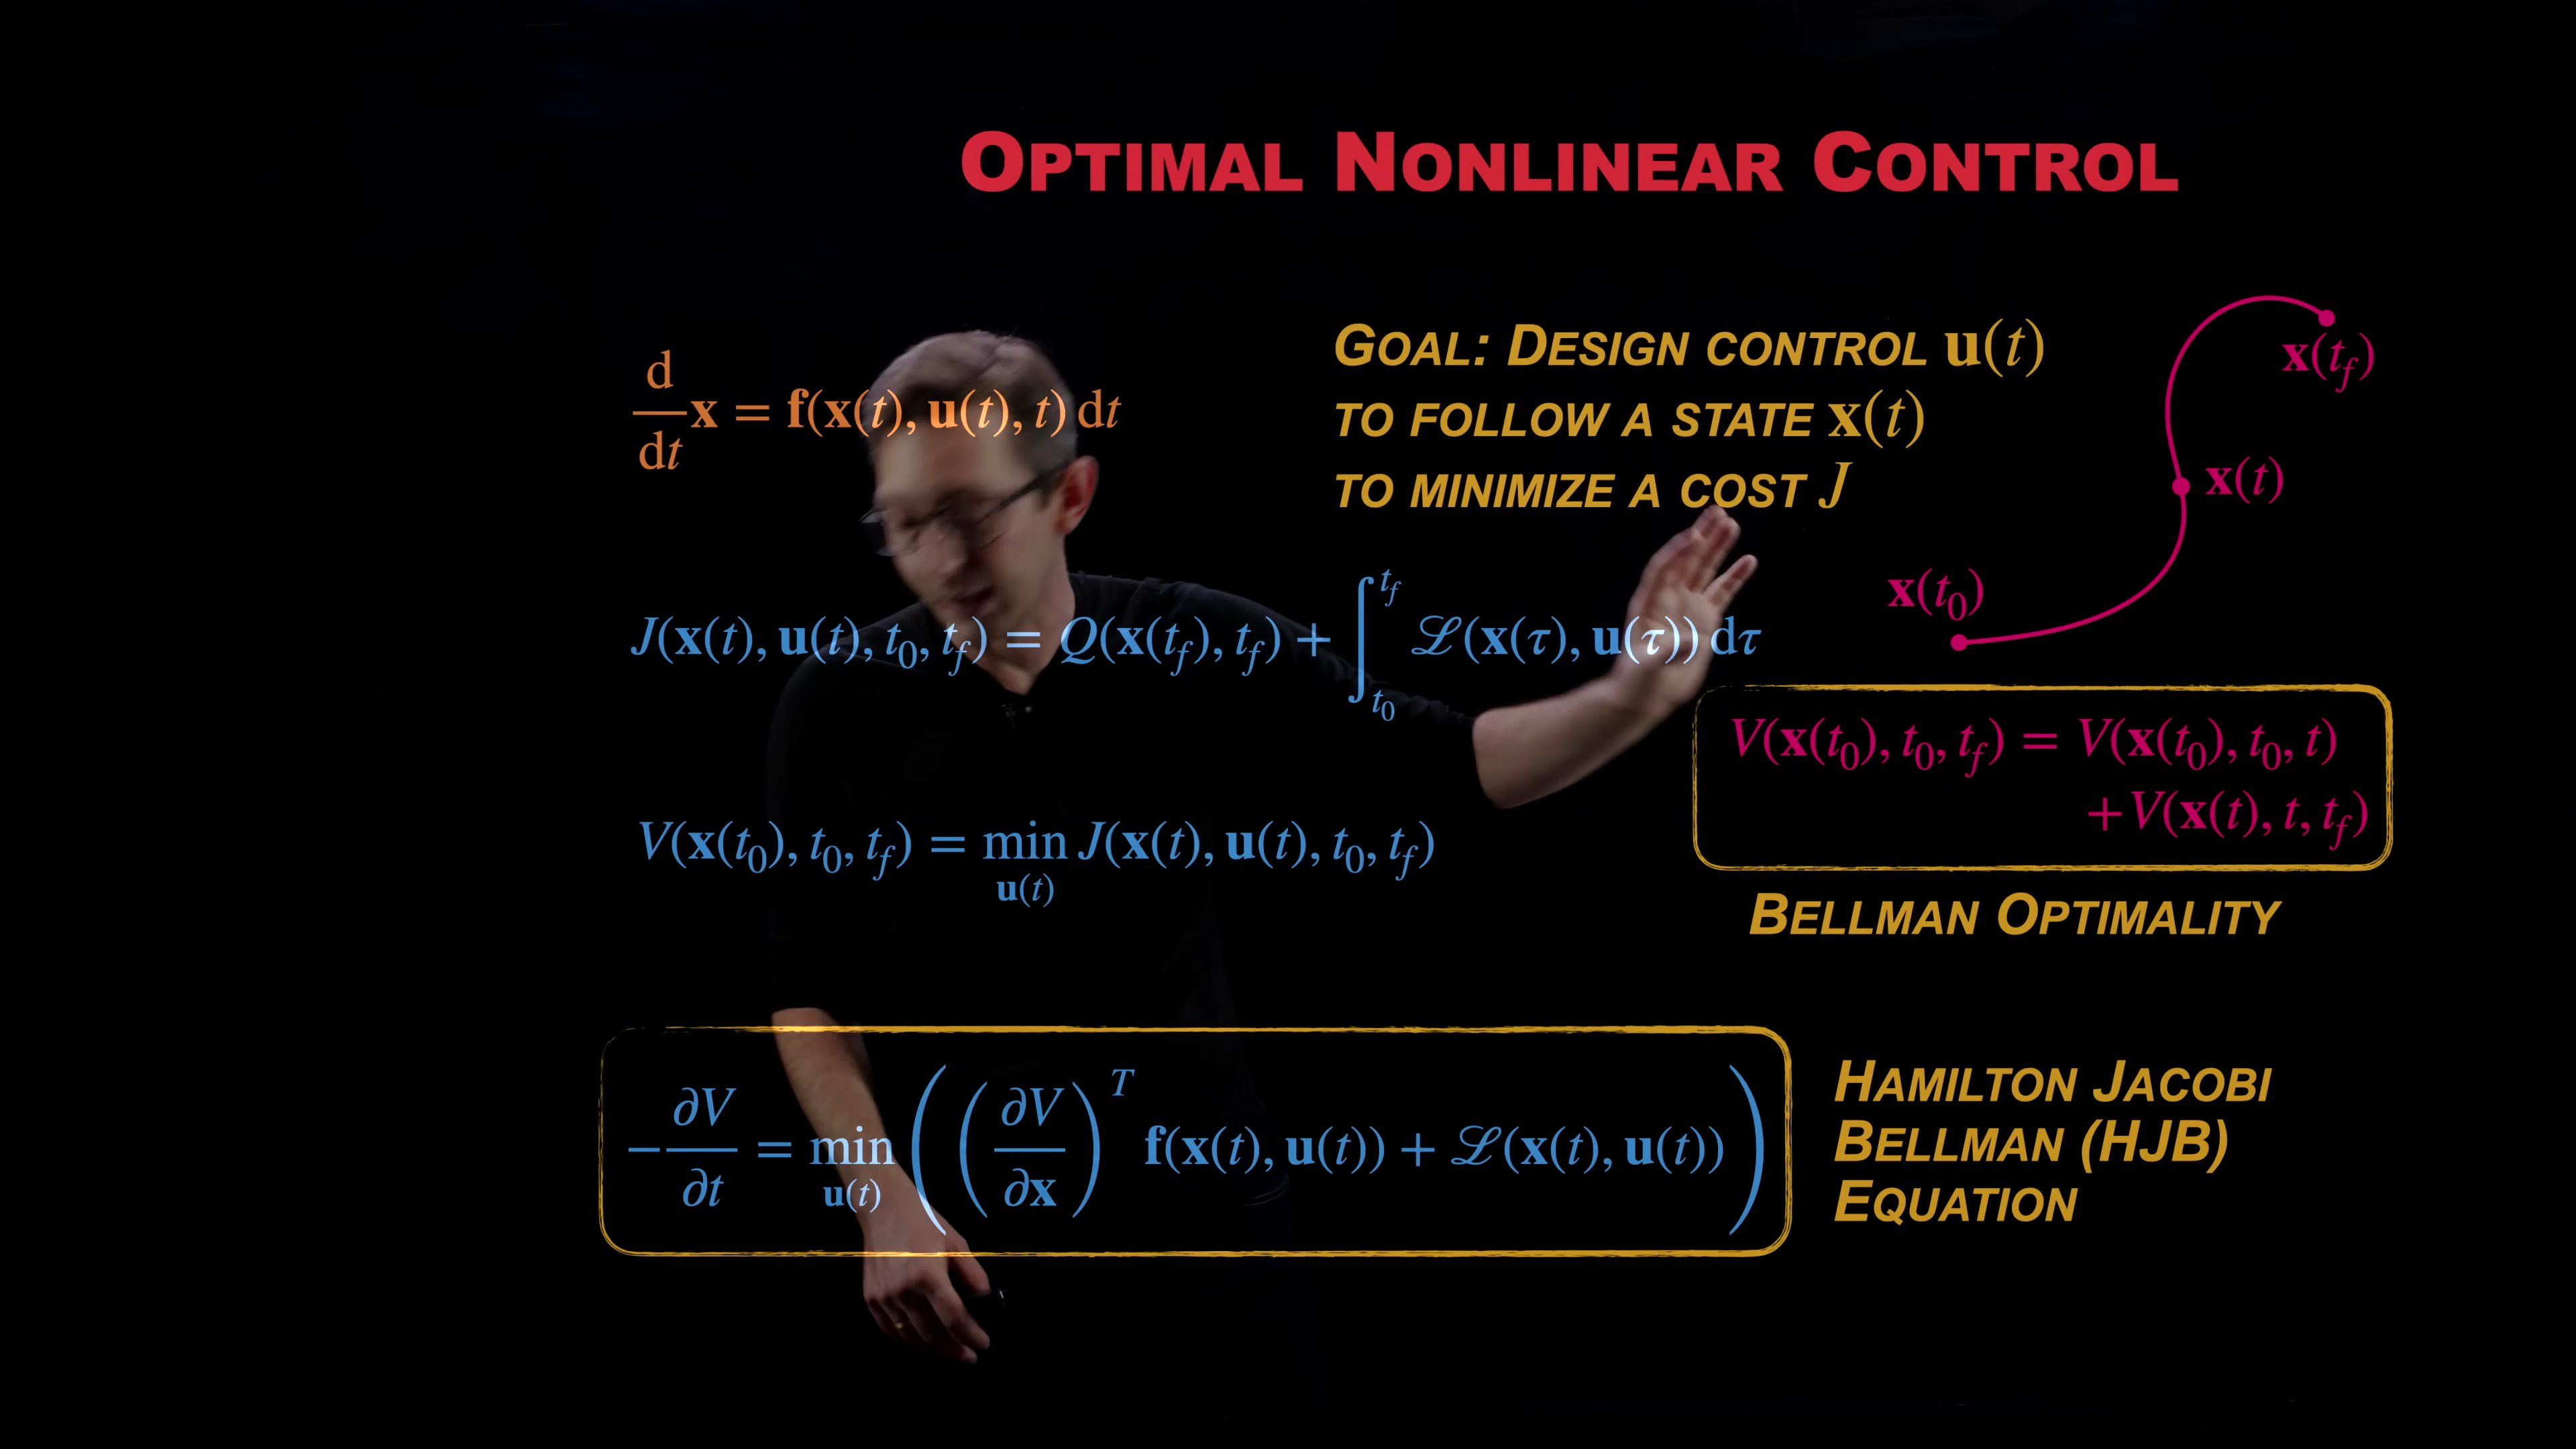 OPTIMAL NONLINEAR CONTROL
d/dt x = f(x(t), u(t), t) dt
GOAL: DESIGN CONTROL u(t)
TO FOLLOW A STATE x(t)
TO MINIMIZE A COST J
x(t_f)
x(t)
x(t_0)
J(x(t), u(t), t_0, t_f) = Q(x(t_f), t_f) + ∫_{t_0}^{t_f} ℒ(x(τ), u(τ)) dτ
V(x(t_0), t_0, t_f) = V(x(t_0), t_0, t)
+ V(x(t), t, t_f)
BELLMAN OPTIMALITY
V(x(t_0), t_0, t_f) = min_{u(t)} J(x(t), u(t), t_0, t_f)
−∂V/∂t = min_{u(t)} ((∂V/∂x)^T f(x(t), u(t)) + ℒ(x(t), u(t)))
HAMILTON JACOBI
BELLMAN (HJB)
EQUATION